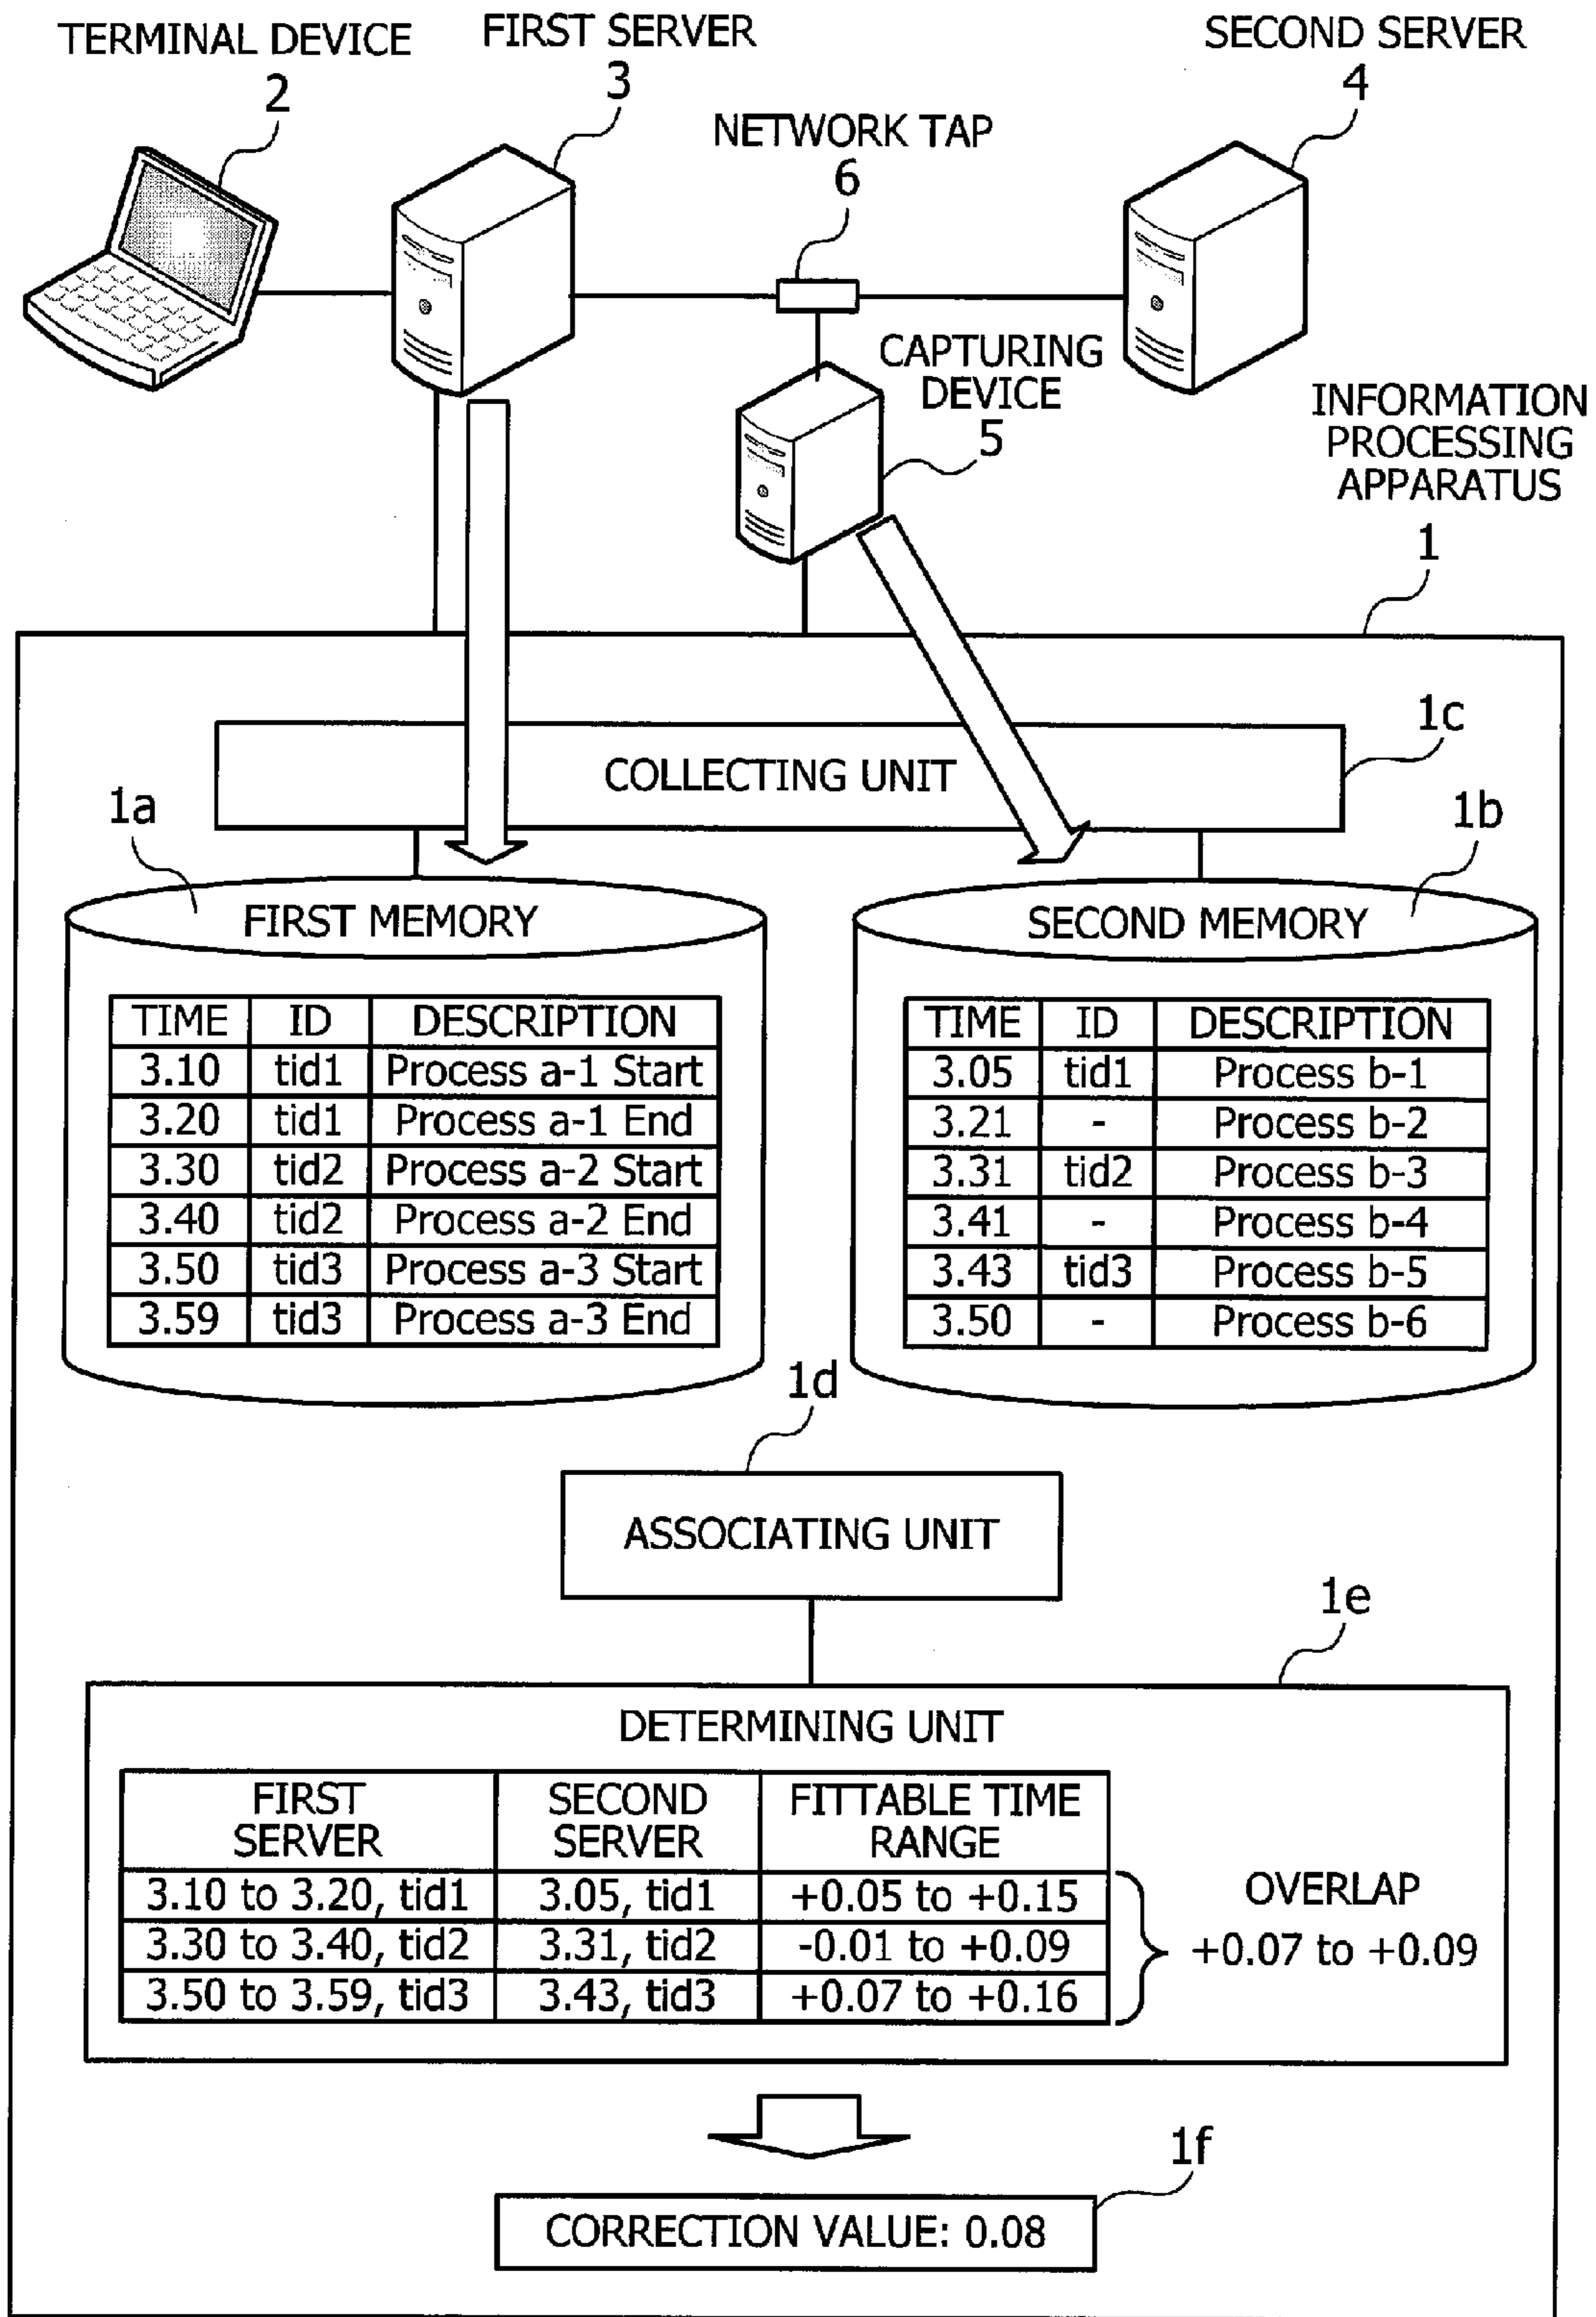 TERMINAL DEVICE
2
FIRST SERVER
3
NETWORK TAP
6
SECOND SERVER
4
CAPTURING
DEVICE
5
INFORMATION
PROCESSING
APPARATUS
1
COLLECTING UNIT
1c
1a
FIRST MEMORY
TIME ID DESCRIPTION
3.10 tid1 Process a-1 Start
3.20 tid1 Process a-1 End
3.30 tid2 Process a-2 Start
3.40 tid2 Process a-2 End
3.50 tid3 Process a-3 Start
3.59 tid3 Process a-3 End
1b
SECOND MEMORY
TIME ID DESCRIPTION
3.05 tid1 Process b-1
3.21 - Process b-2
3.31 tid2 Process b-3
3.41 - Process b-4
3.43 tid3 Process b-5
3.50 - Process b-6
1d
ASSOCIATING UNIT
1e
DETERMINING UNIT
FIRST SERVER SECOND SERVER FITTABLE TIME RANGE
3.10 to 3.20, tid1 3.05, tid1 +0.05 to +0.15
3.30 to 3.40, tid2 3.31, tid2 -0.01 to +0.09
3.50 to 3.59, tid3 3.43, tid3 +0.07 to +0.16
OVERLAP
+0.07 to +0.09
1f
CORRECTION VALUE: 0.08